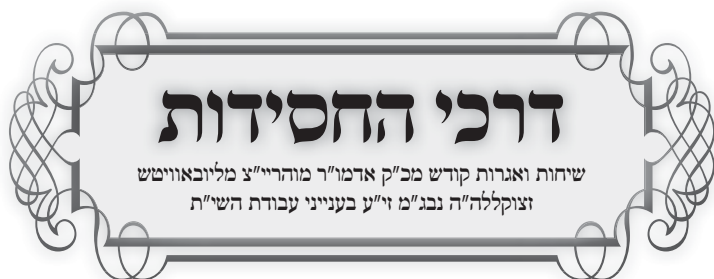 דרכי החסידות
שיחות ואגרות קודש מכ"ק אדמו"ר מוהריי"צ מליובאוויטש
זצוקללה"ה נבג"מ זי"ע בענייני עבודת השי"ת